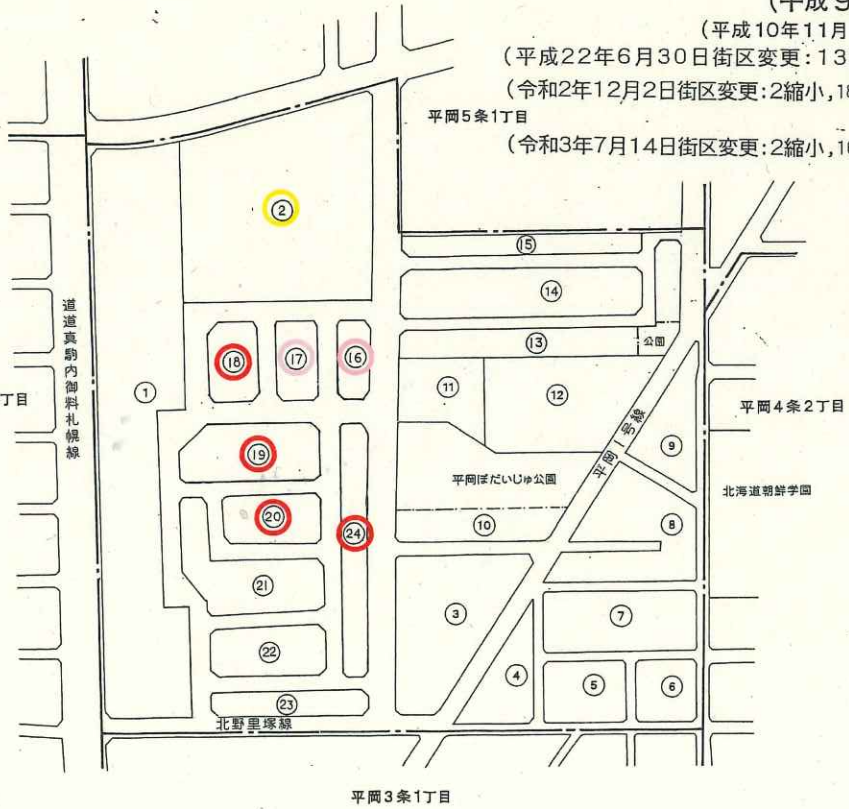 (平成9
(平成10年11月
(平成22年6月30日街区変更:13
(令和2年12月2日街区変更:2縮小,18
平岡5条1丁目
(令和3年7月14日街区変更:2縮小,16
②
⑮
⑭
道道真駒内御料札幌線
⑬
公園
⑱
⑰
⑯
①
⑪
⑫
丁目
平岡4条2丁目
平岡1号線
⑨
⑲
平岡ぼだいじゅ公園
北海道朝鮮学園
⑳
㉔
⑩
⑧
㉑
③
⑦
㉒
④
⑤
⑥
㉓
北野里塚線
平岡3条1丁目